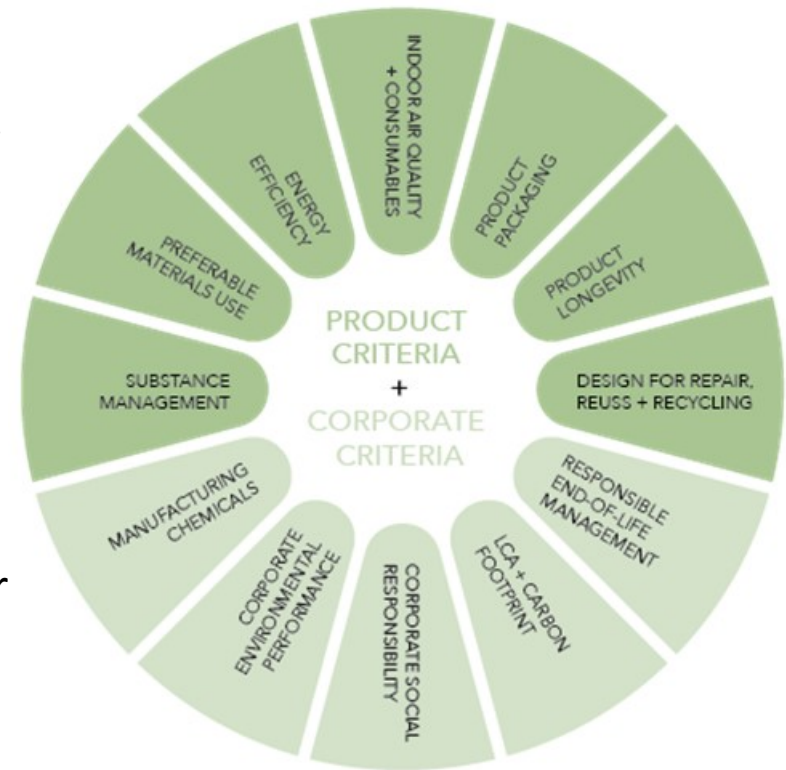 INDOOR AIR QUALITY
+ CONSUMABLES
PRODUCT
PACKAGING
PRODUCT
LONGEVITY
DESIGN FOR REPAIR,
REUSS + RECYCLING
RESPONSIBLE
END-OF-LIFE
MANAGEMENT
LCA + CARBON
FOOTPRINT
CORPORATE SOCIAL
RESPONSIBILITY
CORPORATE
ENVIRONMENTAL
PERFORMANCE
MANUFACTURING
CHEMICALS
SUBSTANCE
MANAGEMENT
PREFERABLE
MATERIALS USE
ENERGY
EFFICIENCY
PRODUCT
CRITERIA
+
CORPORATE
CRITERIA